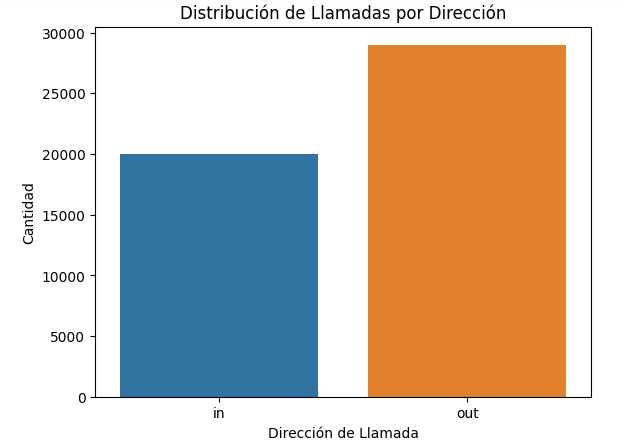 Distribución de Llamadas por Dirección
30000
25000
20000
15000
10000
5000
0
Cantidad
in
out
Dirección de Llamada